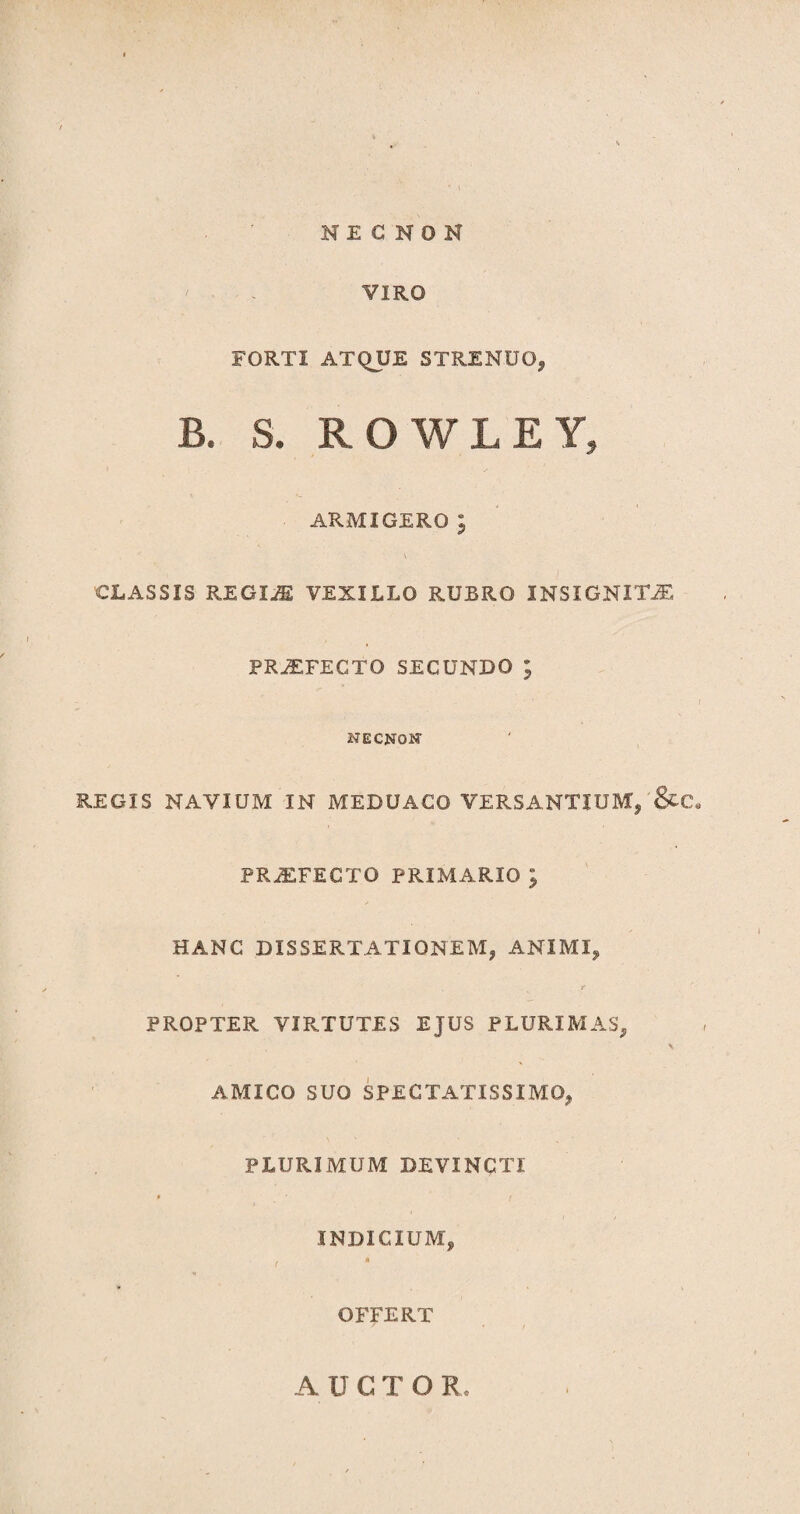 NECNON
VIRO
FORTI ATQUE STRENUO,
B. S. ROWLEY,
ARMIGERO;
CLASSIS REGIÆ VEXILLO RUBRO INSIGNITÆ
PRÆFECTO SECUNDO;
NECNON
REGIS NAVIUM IN MEDUACO VERSANTIUM, &c.
PRÆFECTO PRIMARIO;
HANC DISSERTATIONEM, ANIMI,
PROPTER VIRTUTES EJUS PLURIMAS,
AMICO SUO SPECTATISSIMO,
PLURIMUM DEVINCTI
INDICIUM,
OFFERT
AUCTOR.